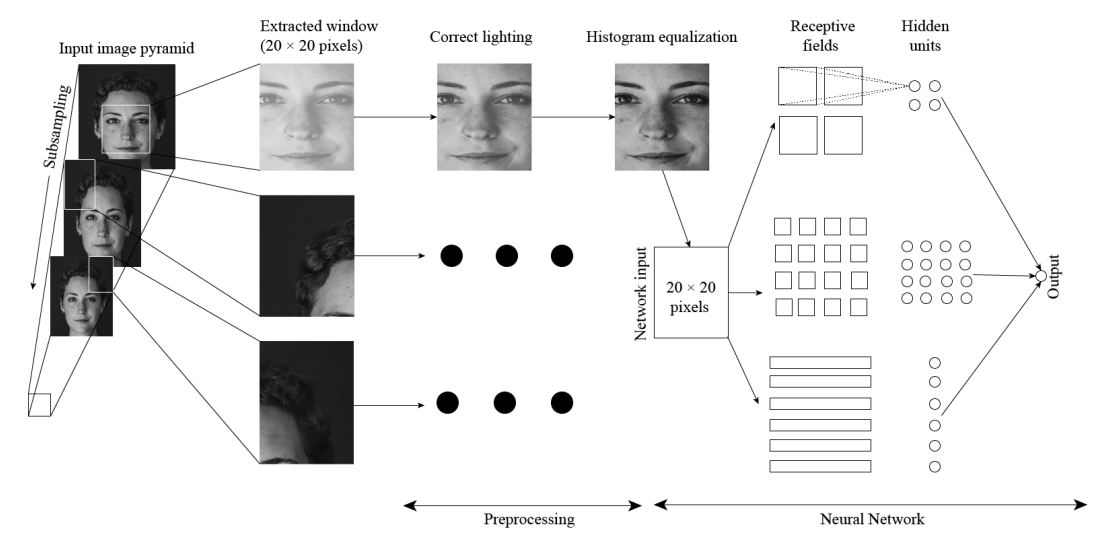 Input image pyramid
Extracted window
(20 × 20 pixels)
Correct lighting
Histogram equalization
Receptive
fields
Hidden
units
Subsampling
Network input
20 × 20
pixels
Output
Preprocessing
Neural Network